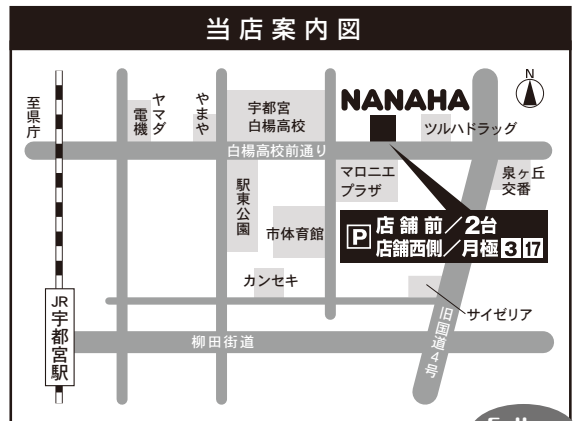 当店案内図
至県庁
ヤマダ
電機
やまや
宇都宮
白楊高校
NANAHA
ツルハドラッグ
N
白楊高校前通り
駅東公園
マロニエ
プラザ
泉ヶ丘
交番
市体育館
P 店舗前／2台
店舗西側／月極 3 17
カンセキ
サイゼリア
JR宇都宮駅
柳田街道
旧国道4号